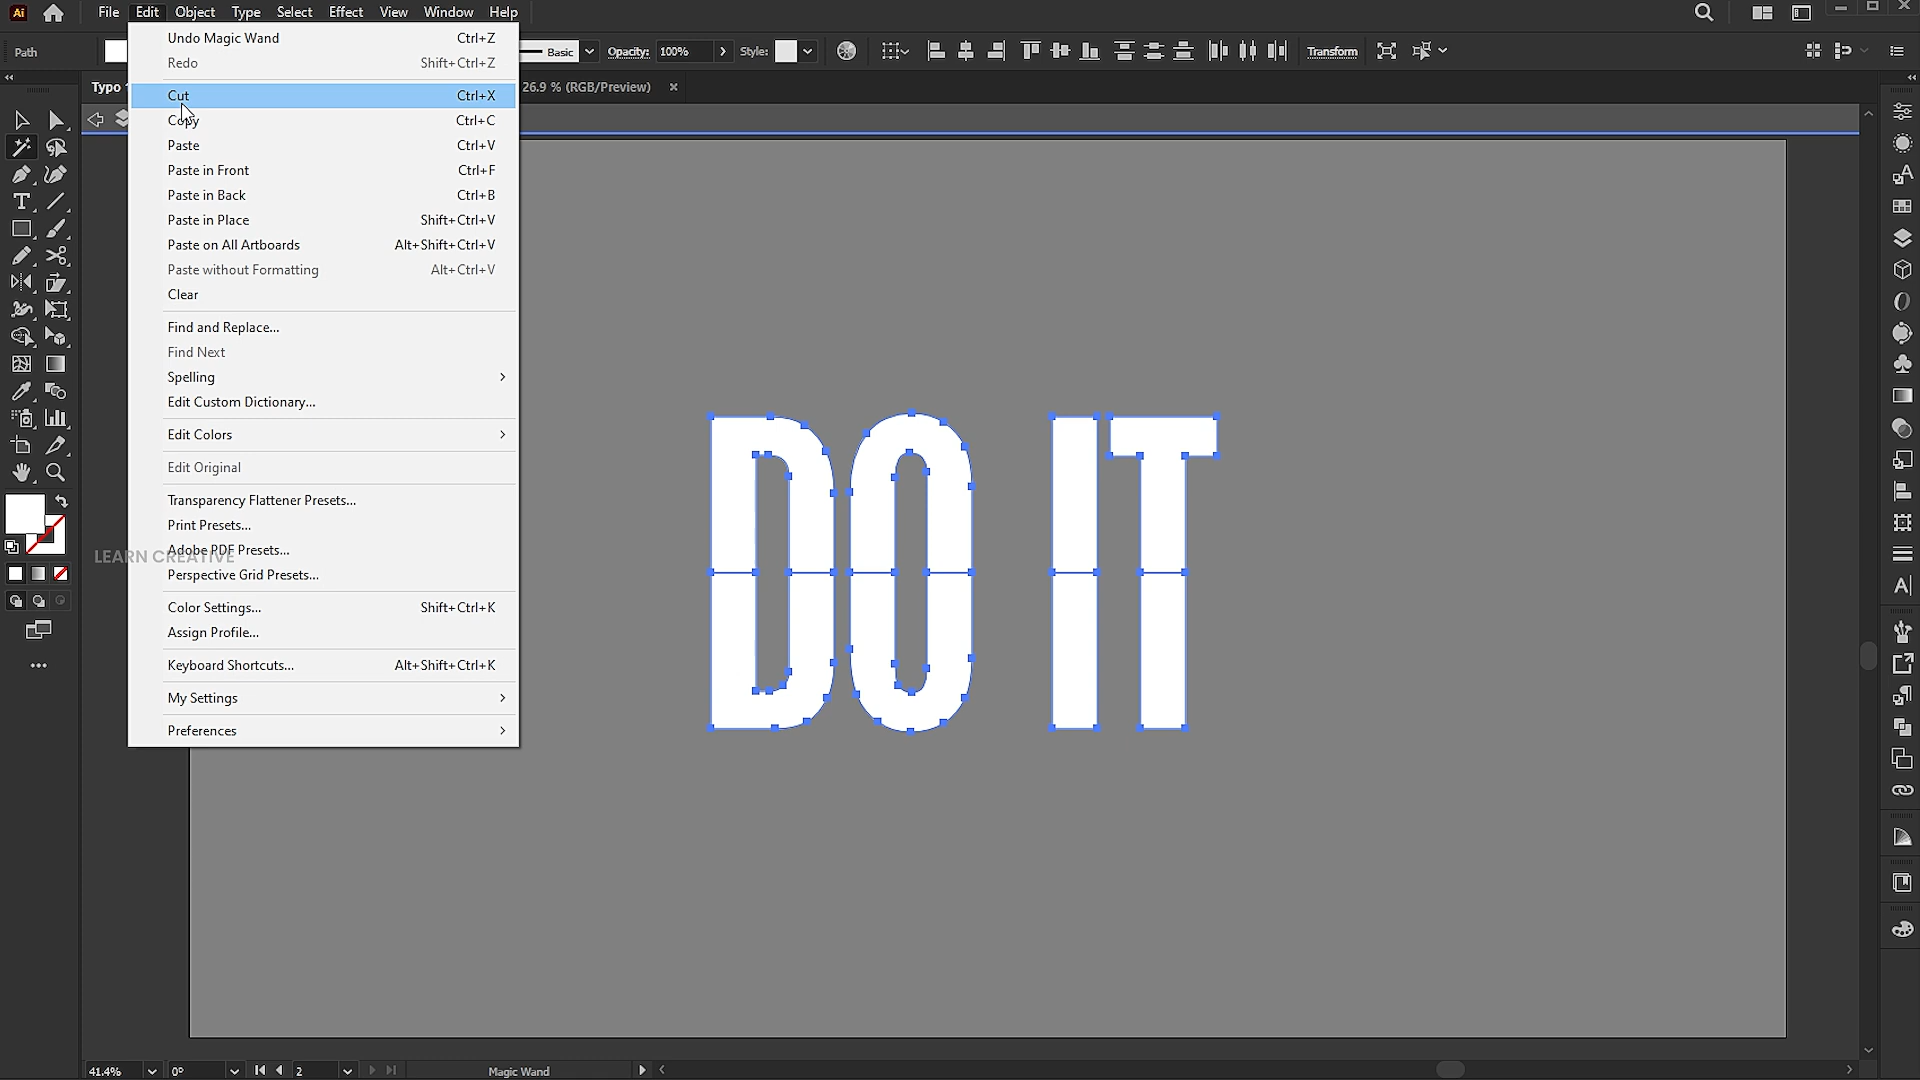 Ai File Edit Object Type Select Effect View Window Help
Path Basic Opacity: 100% Style: Transform
Typo 26.9 % (RGB/Preview)
Undo Magic Wand Ctrl+Z
Redo Shift+Ctrl+Z
Cut Ctrl+X
Copy Ctrl+C
Paste Ctrl+V
Paste in Front Ctrl+F
Paste in Back Ctrl+B
Paste in Place Shift+Ctrl+V
Paste on All Artboards Alt+Shift+Ctrl+V
Paste without Formatting Alt+Ctrl+V
Clear
Find and Replace...
Find Next
Spelling
Edit Custom Dictionary...
Edit Colors
Edit Original
Transparency Flattener Presets...
Print Presets...
Adobe PDF Presets...
LEARN CREATIVE
Perspective Grid Presets...
Color Settings... Shift+Ctrl+K
Assign Profile...
Keyboard Shortcuts... Alt+Shift+Ctrl+K
My Settings
Preferences
DO IT
41.4% 0° 2 Magic Wand